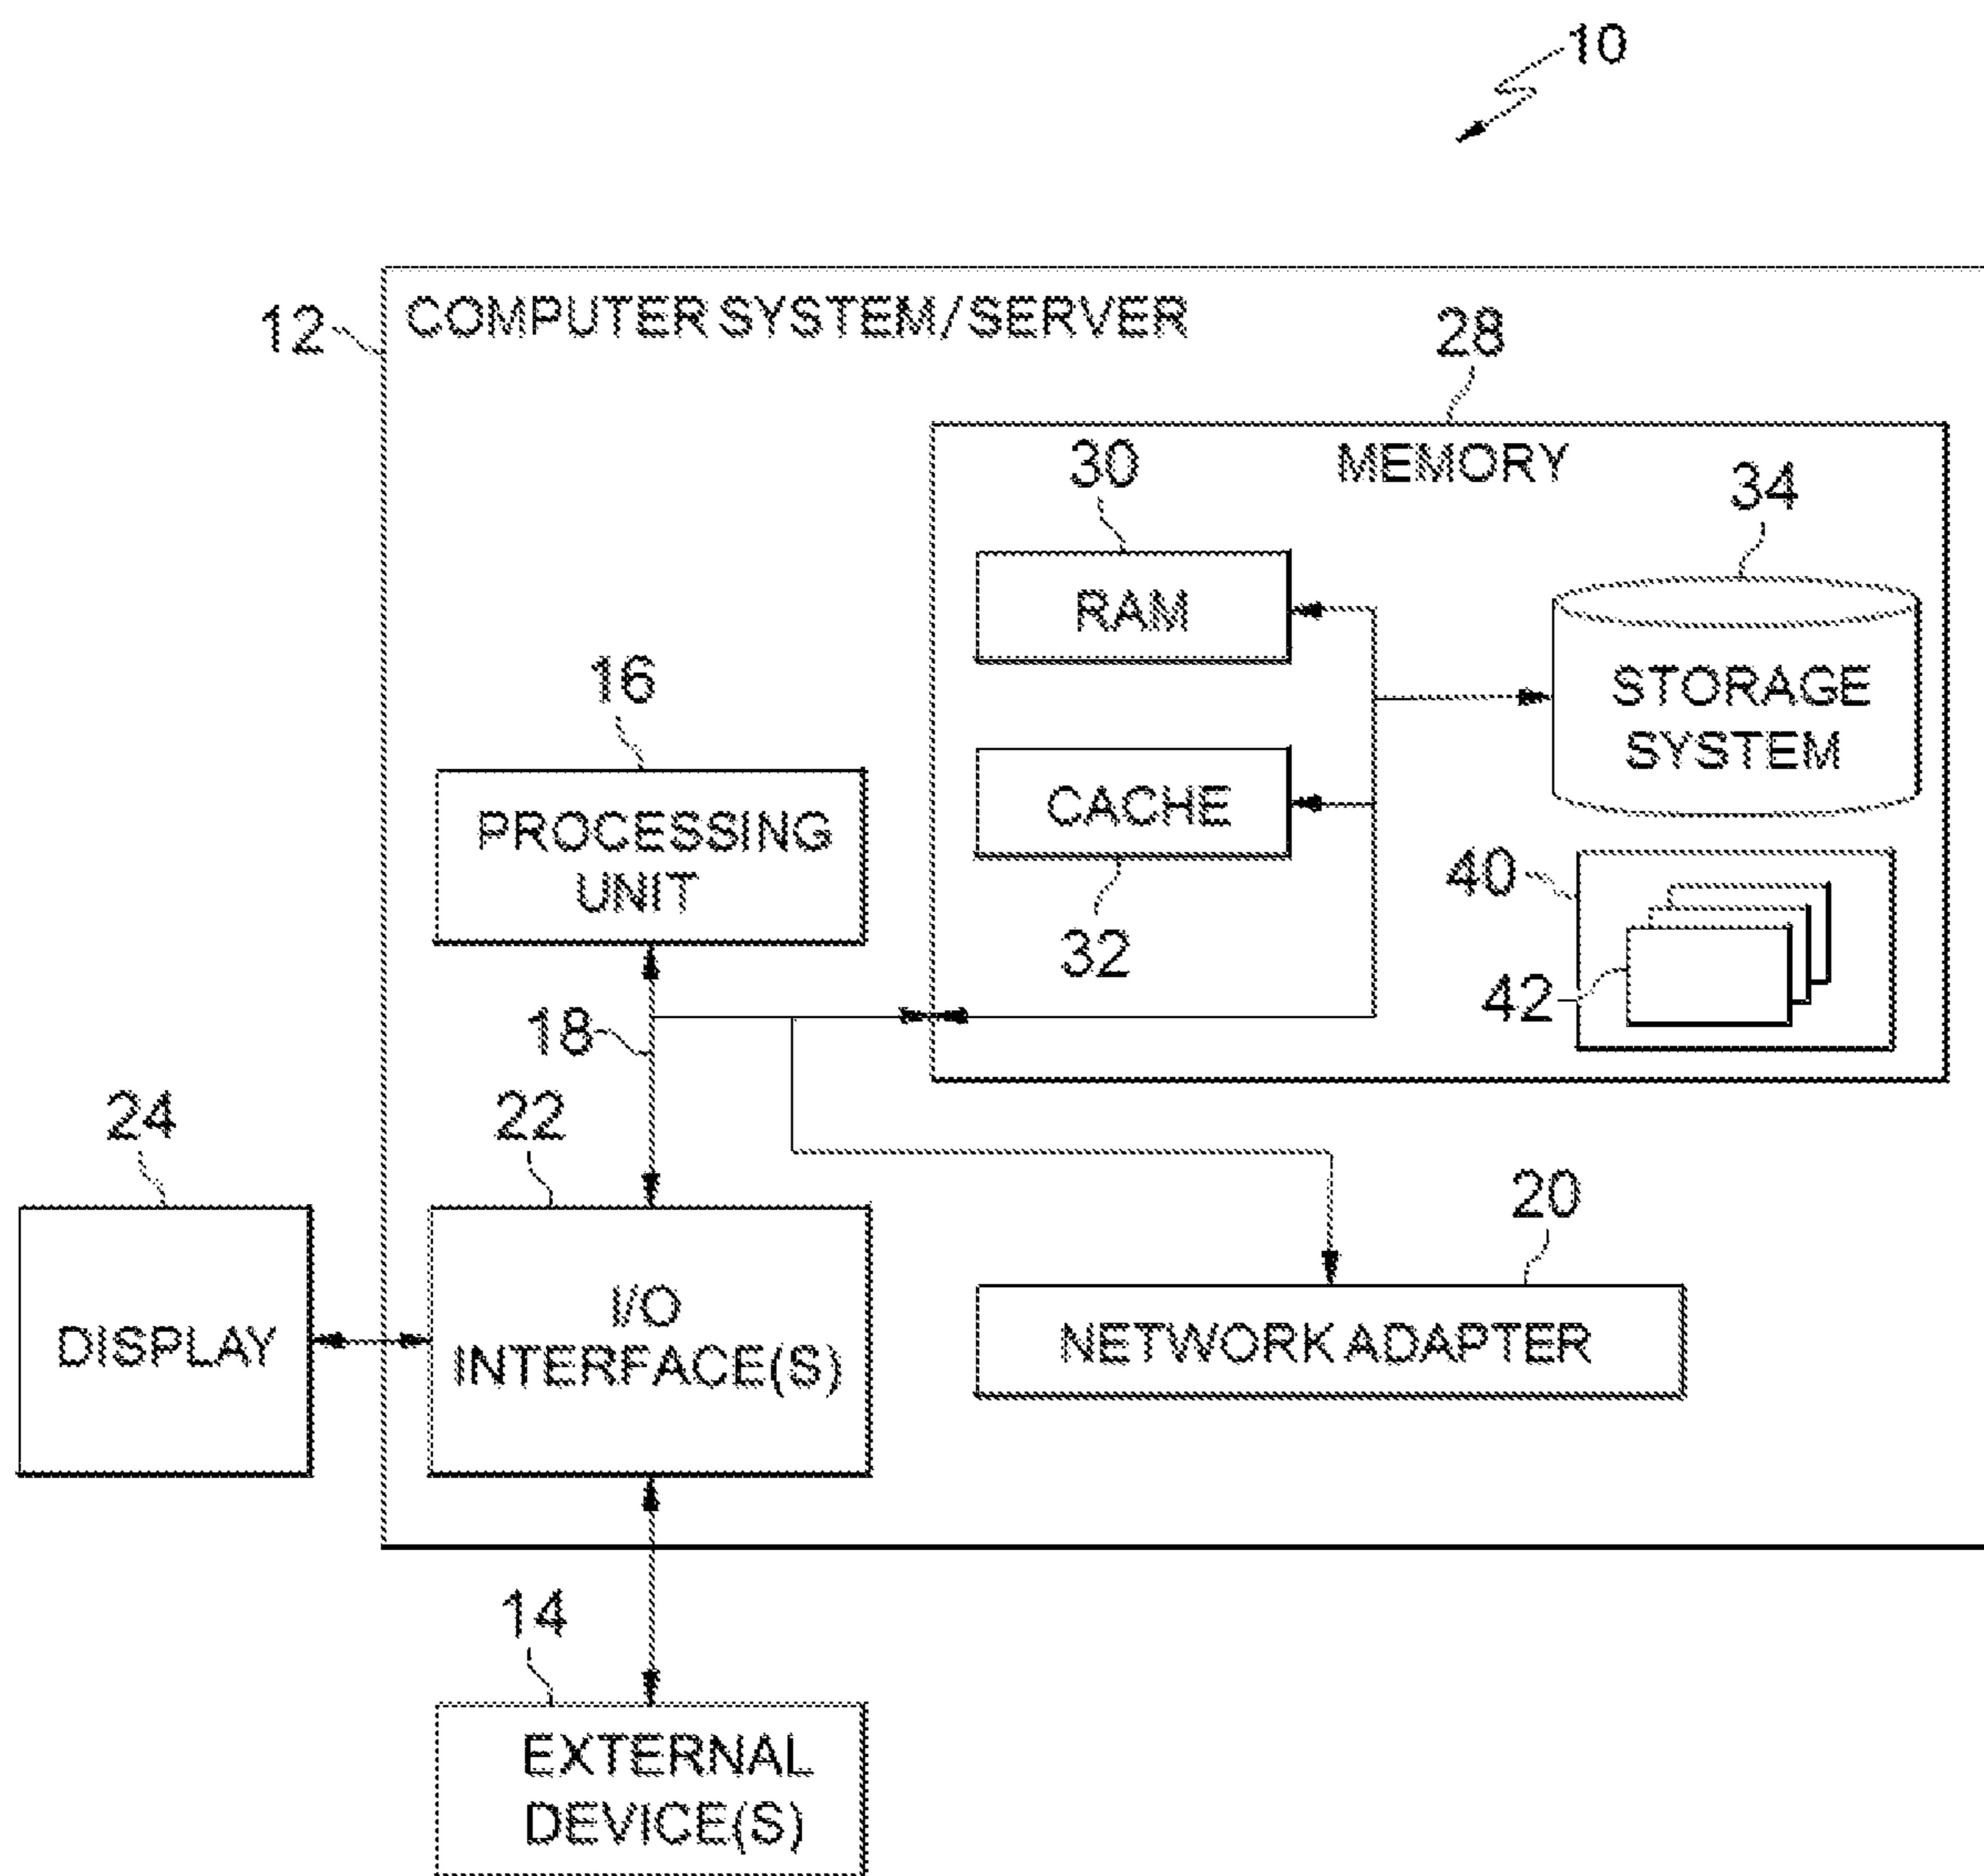 10
12
COMPUTER SYSTEM/SERVER
28
MEMORY
30
34
RAM
STORAGE
SYSTEM
16
PROCESSING
UNIT
CACHE
32
40
42
18
24
22
20
DISPLAY
I/O
INTERFACE(S)
NETWORK ADAPTER
14
EXTERNAL
DEVICE(S)